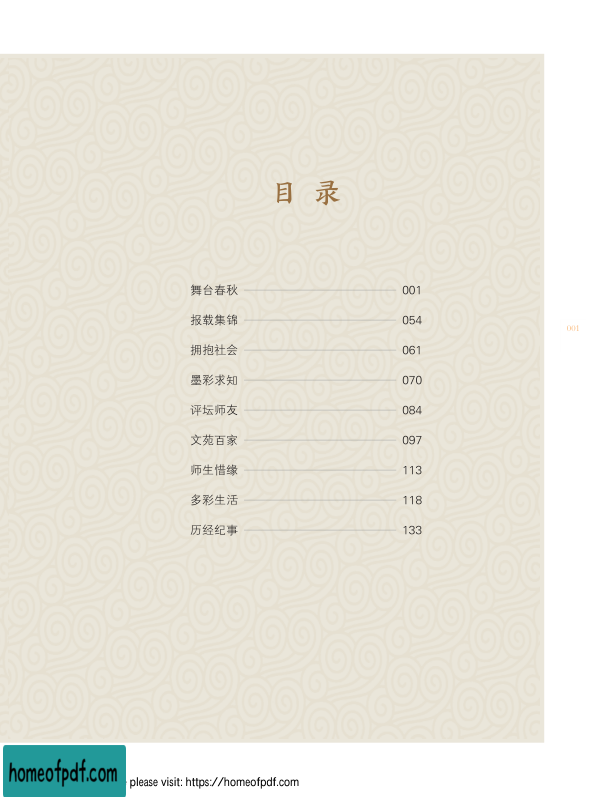 目 录
舞台春秋 001
报载集锦 054
拥抱社会 061
墨彩求知 070
评坛师友 084
文苑百家 097
师生惜缘 113
多彩生活 118
历经纪事 133
001
homeofpdf.com please visit: https://homeofpdf.com